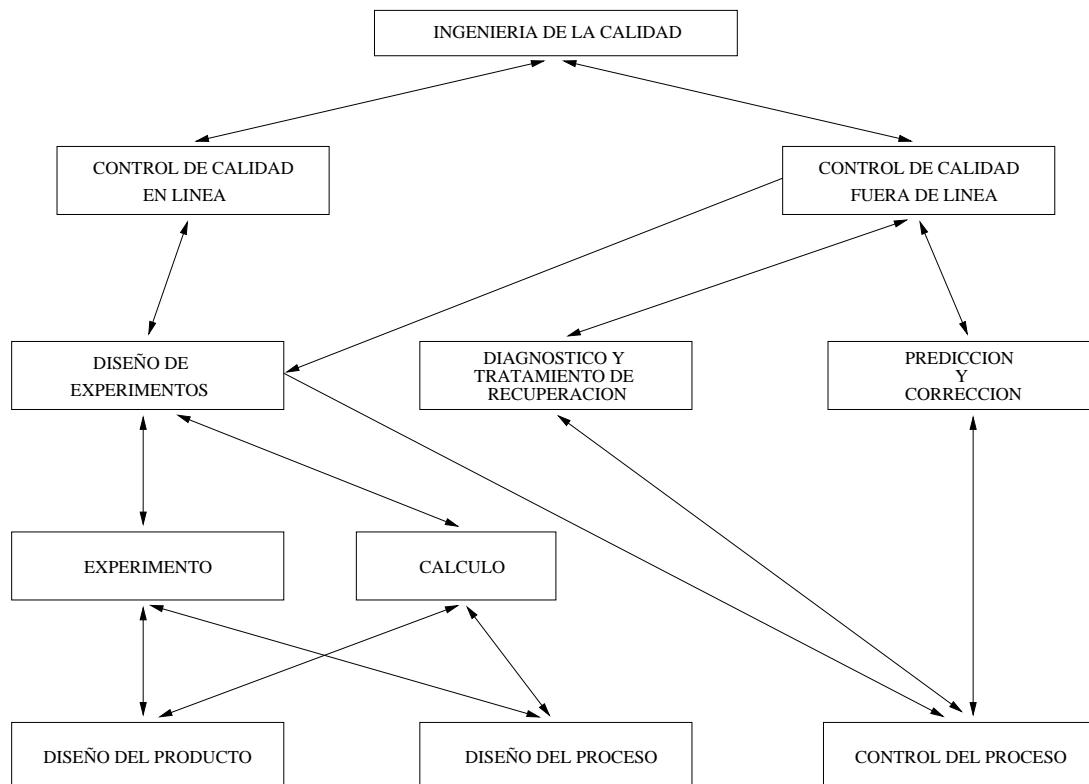 INGENIERIA DE LA CALIDAD
CONTROL DE CALIDAD
EN LINEA
CONTROL DE CALIDAD
FUERA DE LINEA
DISEÑO DE
EXPERIMENTOS
DIAGNOSTICO Y
TRATAMIENTO DE
RECUPERACION
PREDICCION
Y
CORRECCION
EXPERIMENTO
CALCULO
DISEÑO DEL PRODUCTO
DISEÑO DEL PROCESO
CONTROL DEL PROCESO